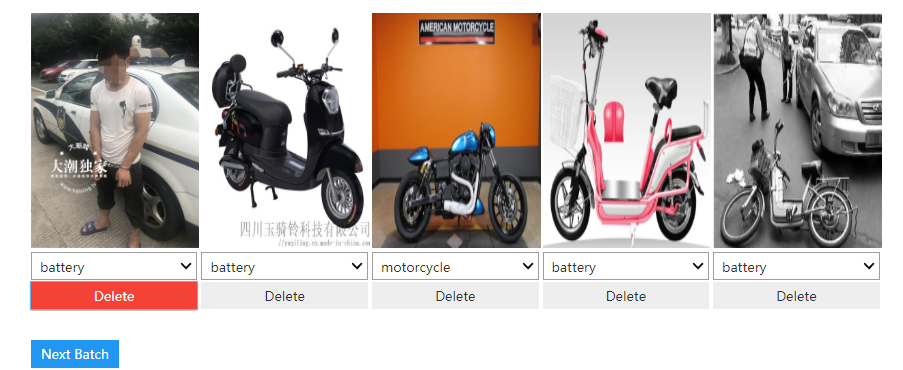 AMERICAN MOTORCYCLE
大潮独家
四川玉骑铃科技有限公司
battery
battery
motorcycle
battery
battery
Delete
Delete
Delete
Delete
Delete
Next Batch